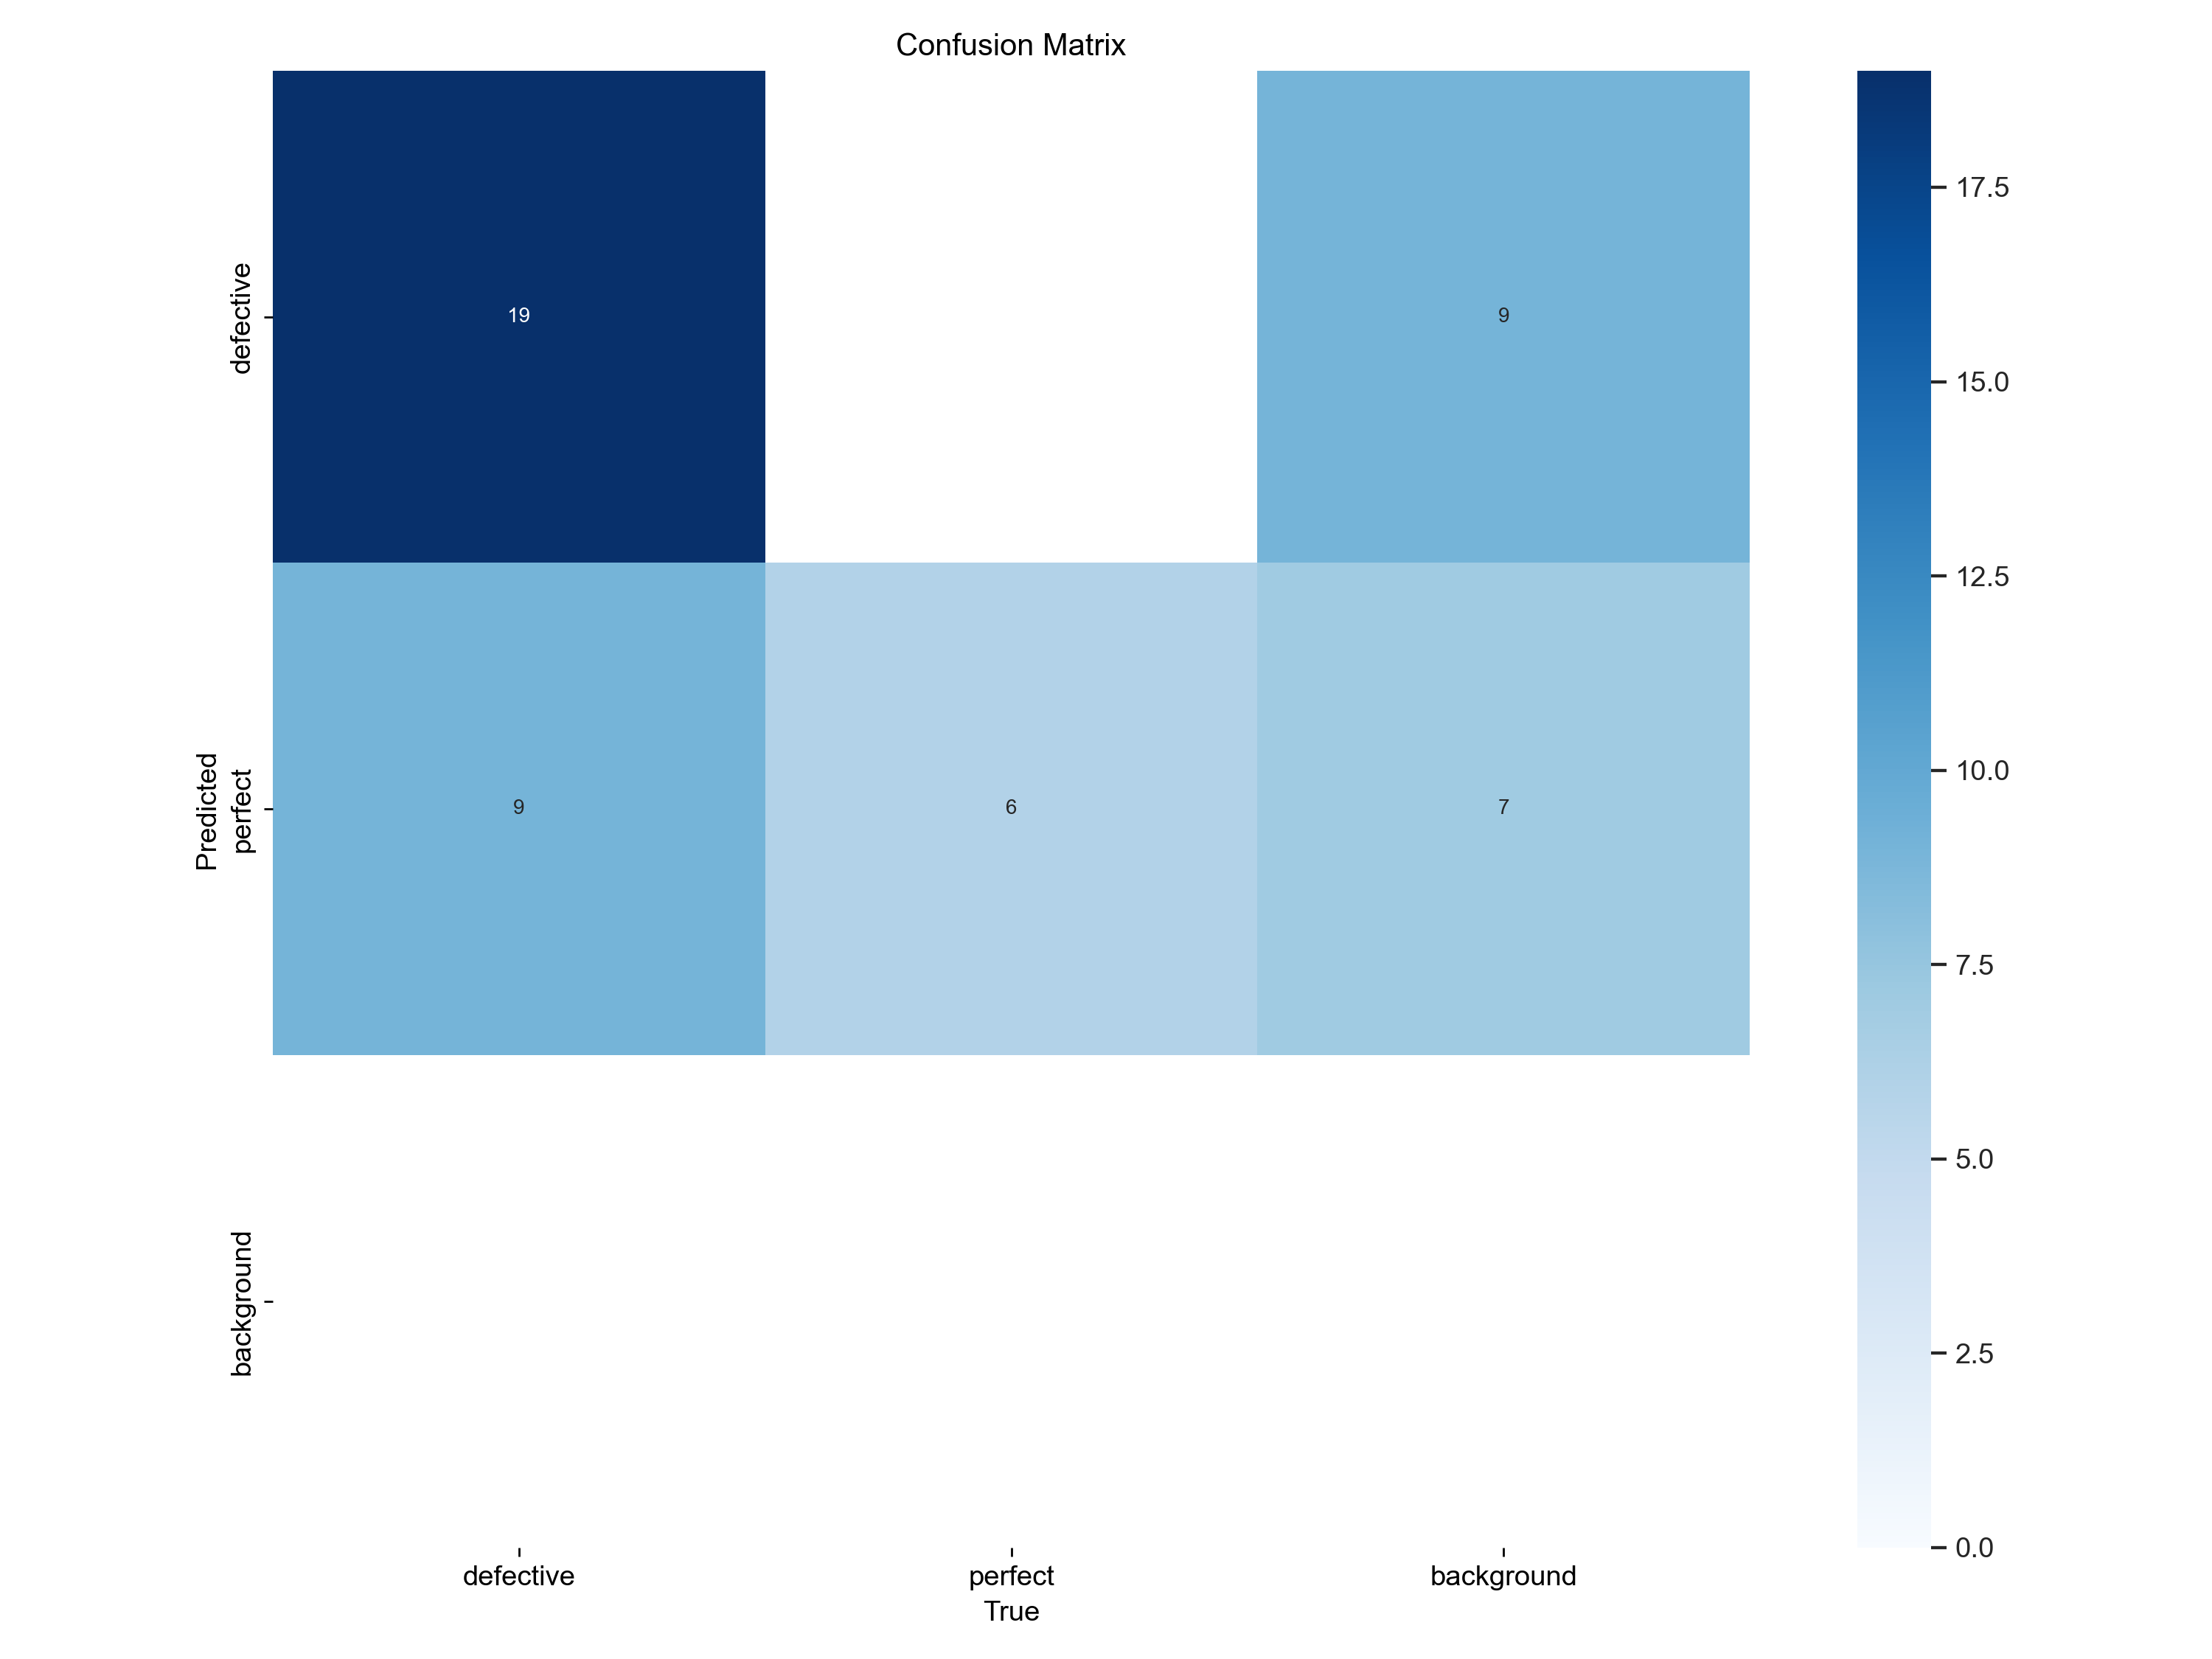 Confusion Matrix
defective
19
9
Predicted
perfect
9
6
7
background
defective
perfect
background
True
17.5
15.0
12.5
10.0
7.5
5.0
2.5
0.0